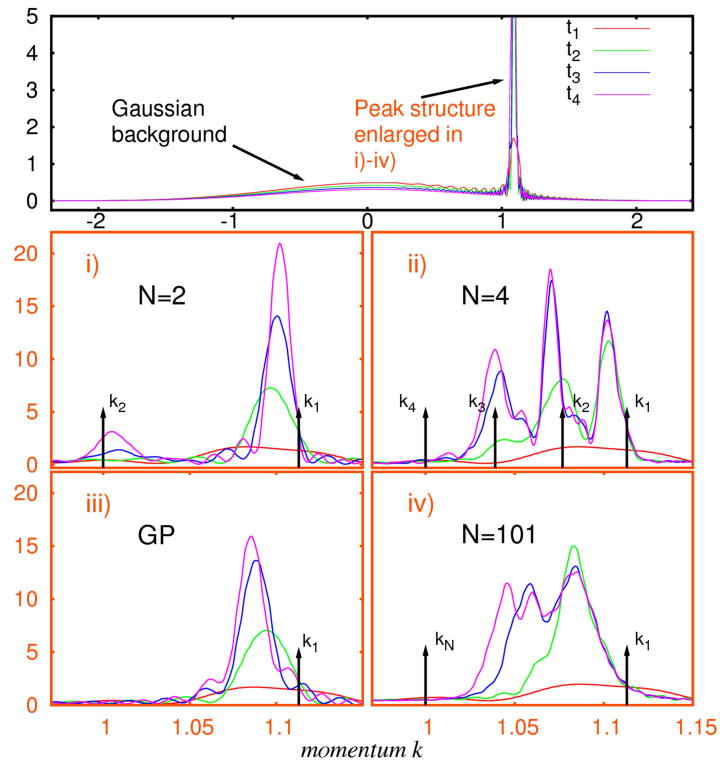 5
4
3
2
1
0
t1
t2
t3
t4
Gaussian
background
Peak structure
enlarged in
i)-iv)
-2
-1
0
1
2
20
15
10
5
0
i)
N=2
k2
k1
ii)
N=4
k4
k3
k2
k1
20
15
10
5
0
iii)
GP
k1
iv)
N=101
kN
k1
1
1.05
1.1
1
1.05
1.1
1.15
momentum k